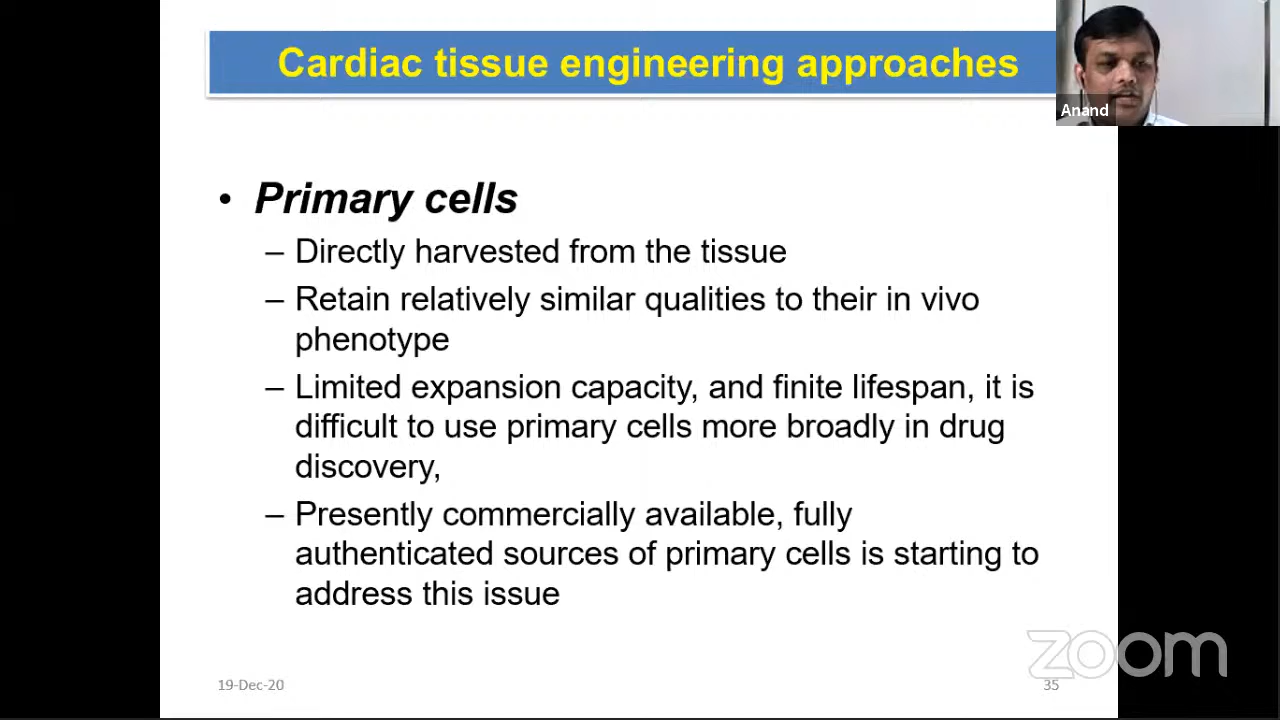 Cardiac tissue engineering approaches
Anand
• Primary cells
– Directly harvested from the tissue
– Retain relatively similar qualities to their in vivo
phenotype
– Limited expansion capacity, and finite lifespan, it is
difficult to use primary cells more broadly in drug
discovery,
– Presently commercially available, fully
authenticated sources of primary cells is starting to
address this issue
zoom
19-Dec-20
35